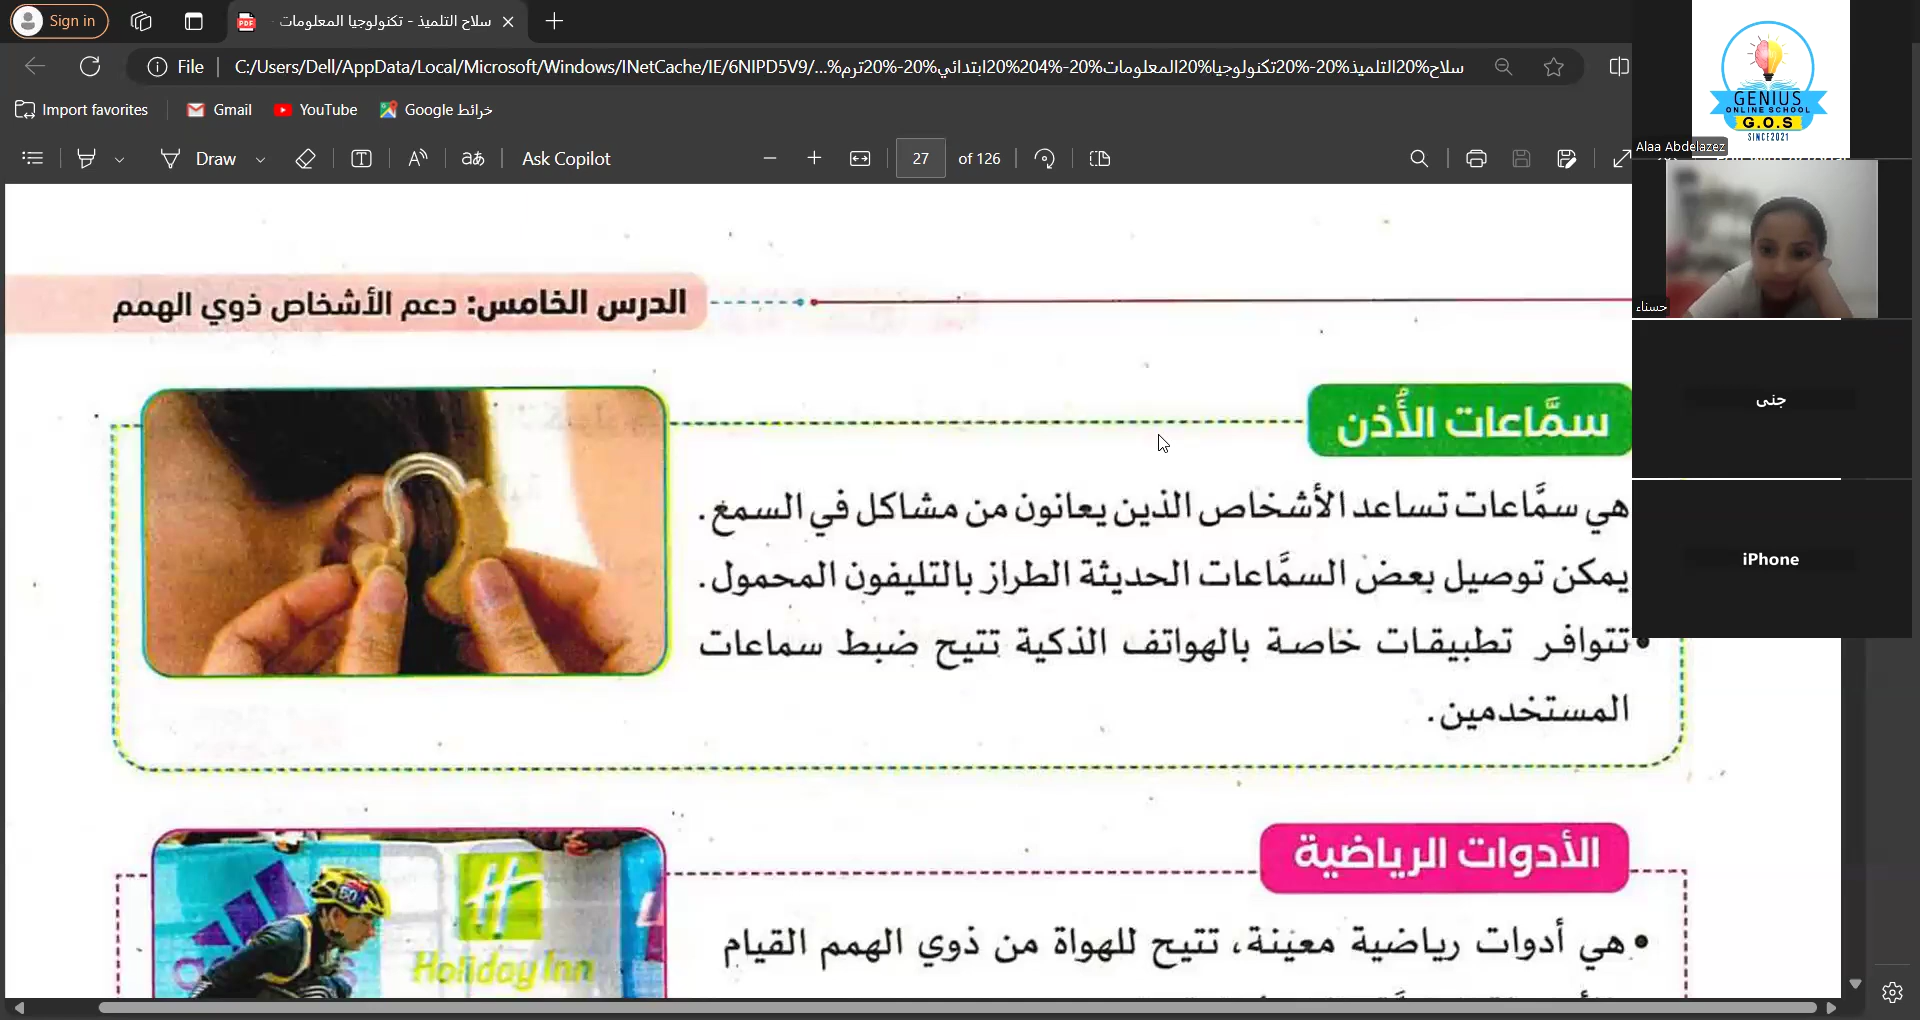 Sign in
سلاح التلميذ - تكنولوجيا المعلومات
File
C:/Users/Dell/AppData/Local/Microsoft/Windows/INetCache/IE/6NIPD5V9/...سلاح%20التلميذ%20-%20تكنولوجيا%20المعلومات%20-%204%20ابتدائي%20-%20ترم%
Import favorites
Gmail
YouTube
خرائط Google
Draw
Ask Copilot
27 of 126
الدرس الخامس: دعم الأشخاص ذوي الهمم
سمَّاعات الأُذن
هي سمَّاعات تساعد الأشخاص الذين يعانون من مشاكل في السمع.
يمكن توصيل بعض السمَّاعات الحديثة الطراز بالتليفون المحمول.
• تتوافر تطبيقات خاصة بالهواتف الذكية تتيح ضبط سماعات
المستخدمين.
الأدوات الرياضية
• هي أدوات رياضية معينة، تتيح للهواة من ذوي الهمم القيام
Holiday Inn
GENIUS
ONLINE SCHOOL
G.O.S
SINCE2021
Alaa Abdelazez
حسناء
جنى
iPhone